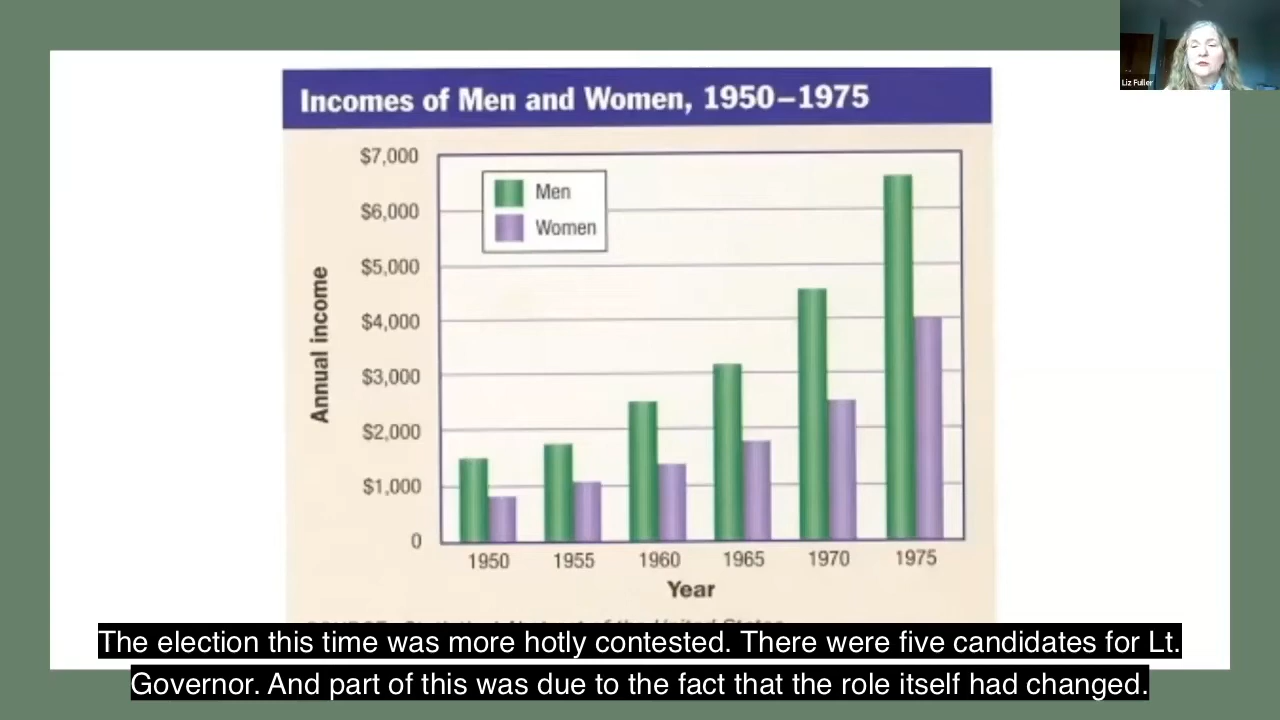 Liz Fuller
Incomes of Men and Women, 1950–1975
$7,000
Men
$6,000
Women
$5,000
$4,000
$3,000
$2,000
$1,000
0
Annual income
1950 1955 1960 1965 1970 1975
Year
The election this time was more hotly contested. There were five candidates for Lt.
Governor. And part of this was due to the fact that the role itself had changed.